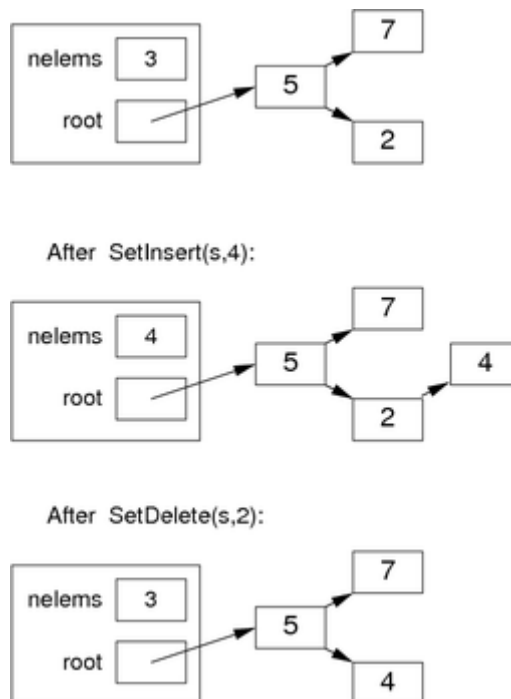 7
nelems 3
5
root
2
After SetInsert(s,4):
7
nelems 4
5 4
root
2
After SetDelete(s,2):
7
nelems 3
5
root
4